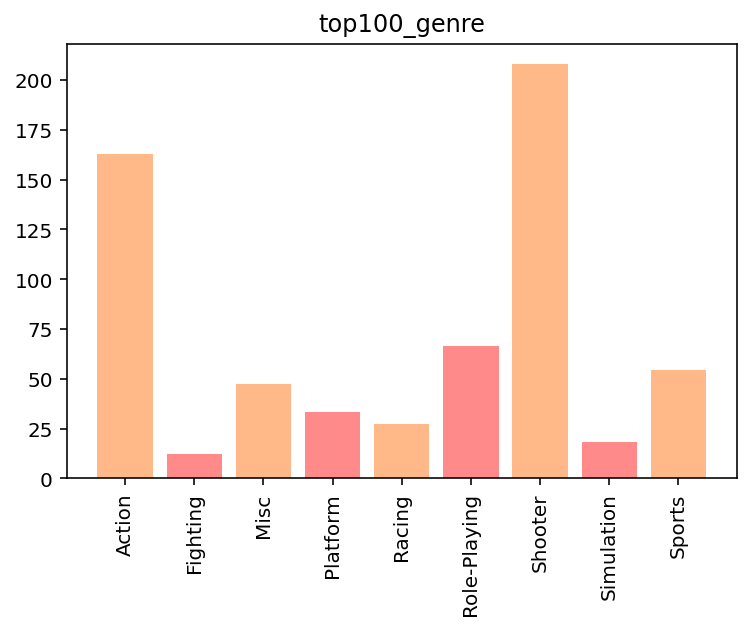 top100_genre
200
175
150
125
100
75
50
25
0
Action
Fighting
Misc
Platform
Racing
Role-Playing
Shooter
Simulation
Sports